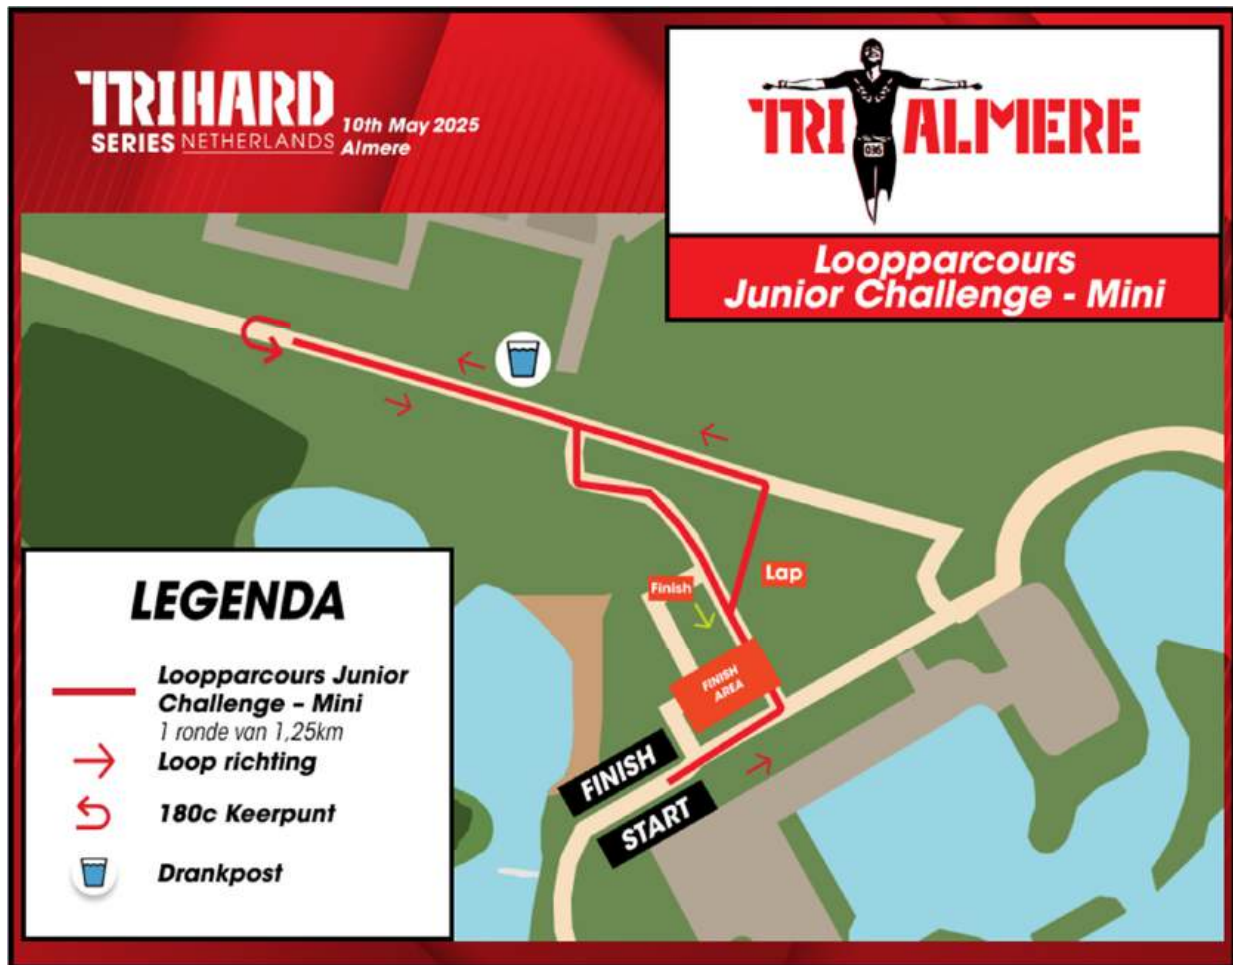 TRIHARD
SERIES NETHERLANDS
10th May 2025
Almere
TRI ALMERE
036
Loopparcours
Junior Challenge - Mini
Lap
Finish
FINISH
AREA
FINISH
START
LEGENDA
Loopparcours Junior
Challenge – Mini
1 ronde van 1,25km
Loop richting
180c Keerpunt
Drankpost